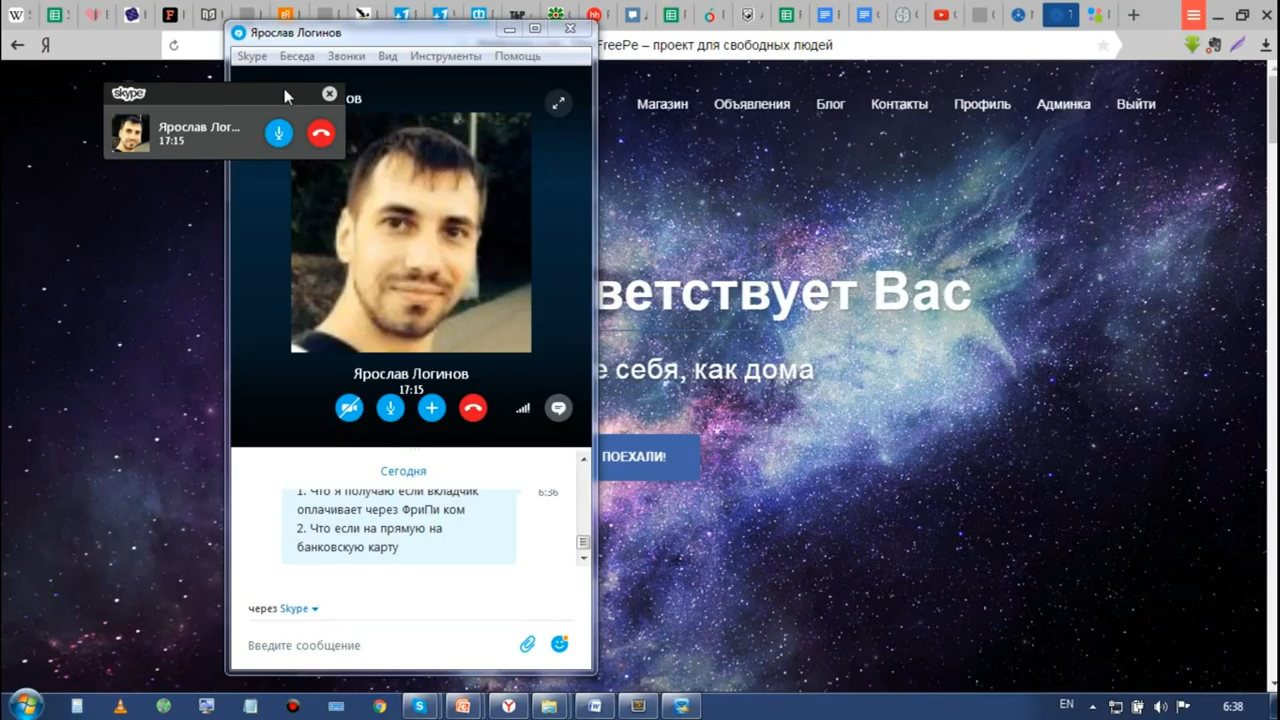 T&P
hh
Ярослав Логинов
Я
FreePe – проект для свободных людей
Skype Беседа Звонки Вид Инструменты Помощь
skype
ов
Магазин Объявления Блог Контакты Профиль Админка Выйти
Ярослав Лог...
17:15
ветствует Вас
е себя, как дома
Ярослав Логинов
17:15
ПОЕХАЛИ!
Сегодня
1. Что я получаю если вкладчик
6:36
оплачивает через ФриПи ком
2. Что если на прямую на
банковскую карту
через Skype
Введите сообщение
EN
6:38